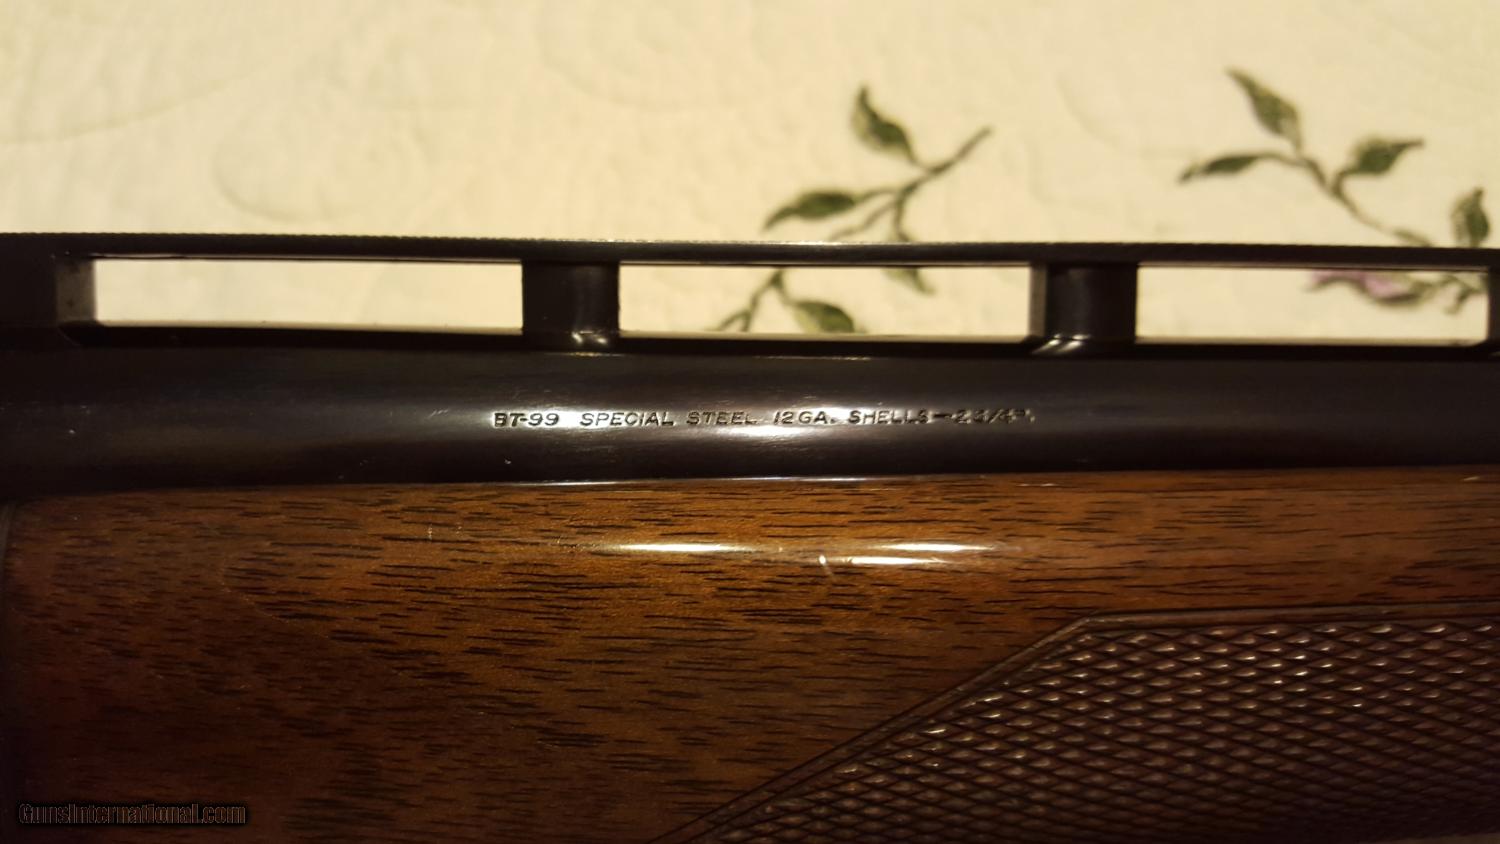 BT-99 SPECIAL STEEL 12GA. SHELLS-2 3/4".
GunsInternational.com